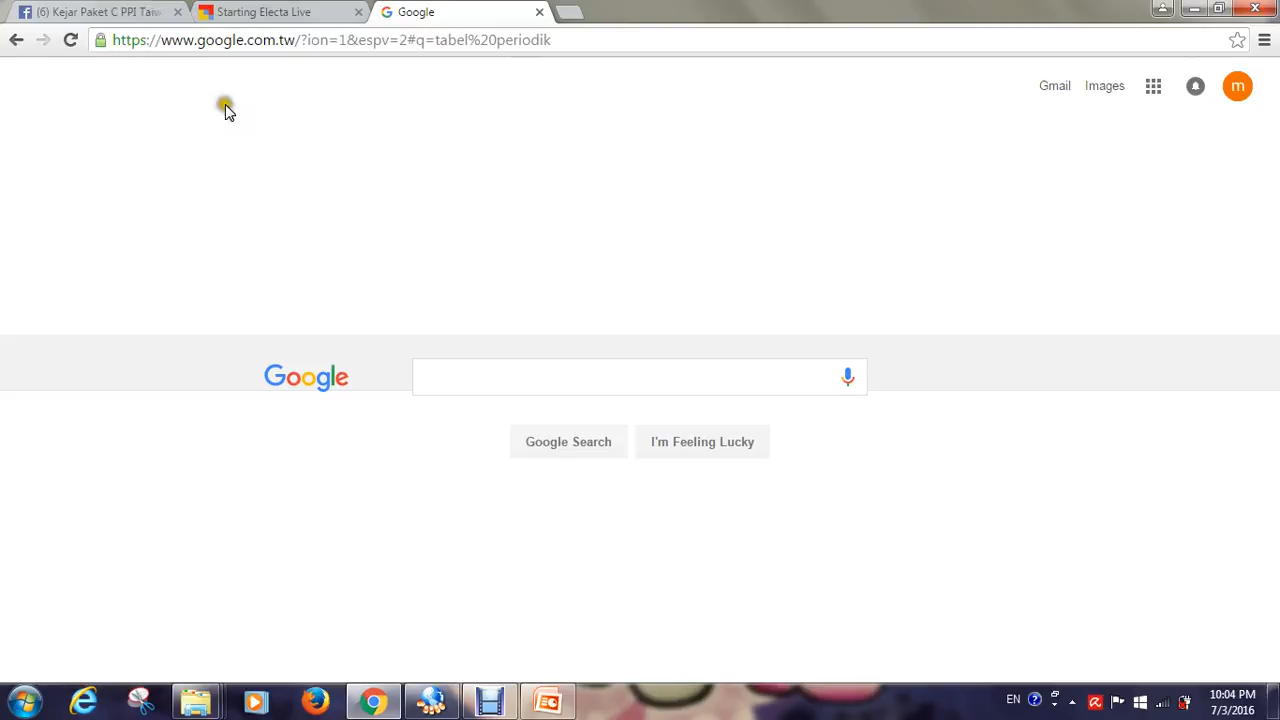 (6) Kejar Paket C PPI Taiw
Starting Electa Live
Google
https://www.google.com.tw/?ion=1&espv=2#q=tabel%20periodik
Gmail
Images
m
Google
Google Search
I'm Feeling Lucky
EN
10:04 PM
7/3/2016